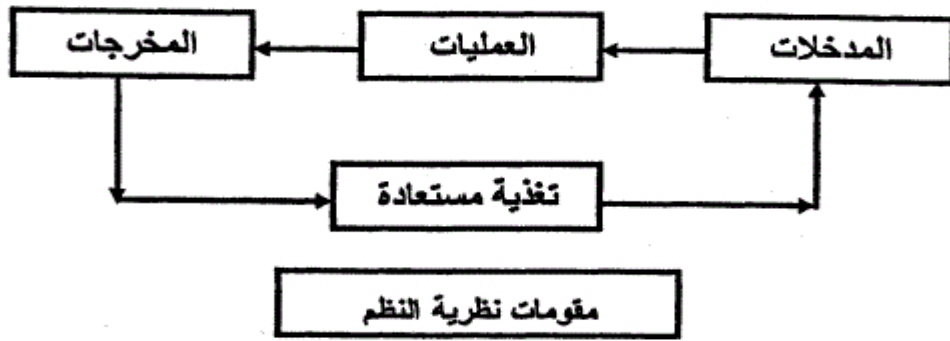 المدخلات
العمليات
المخرجات
تغذية مستعادة
مقومات نظرية النظم